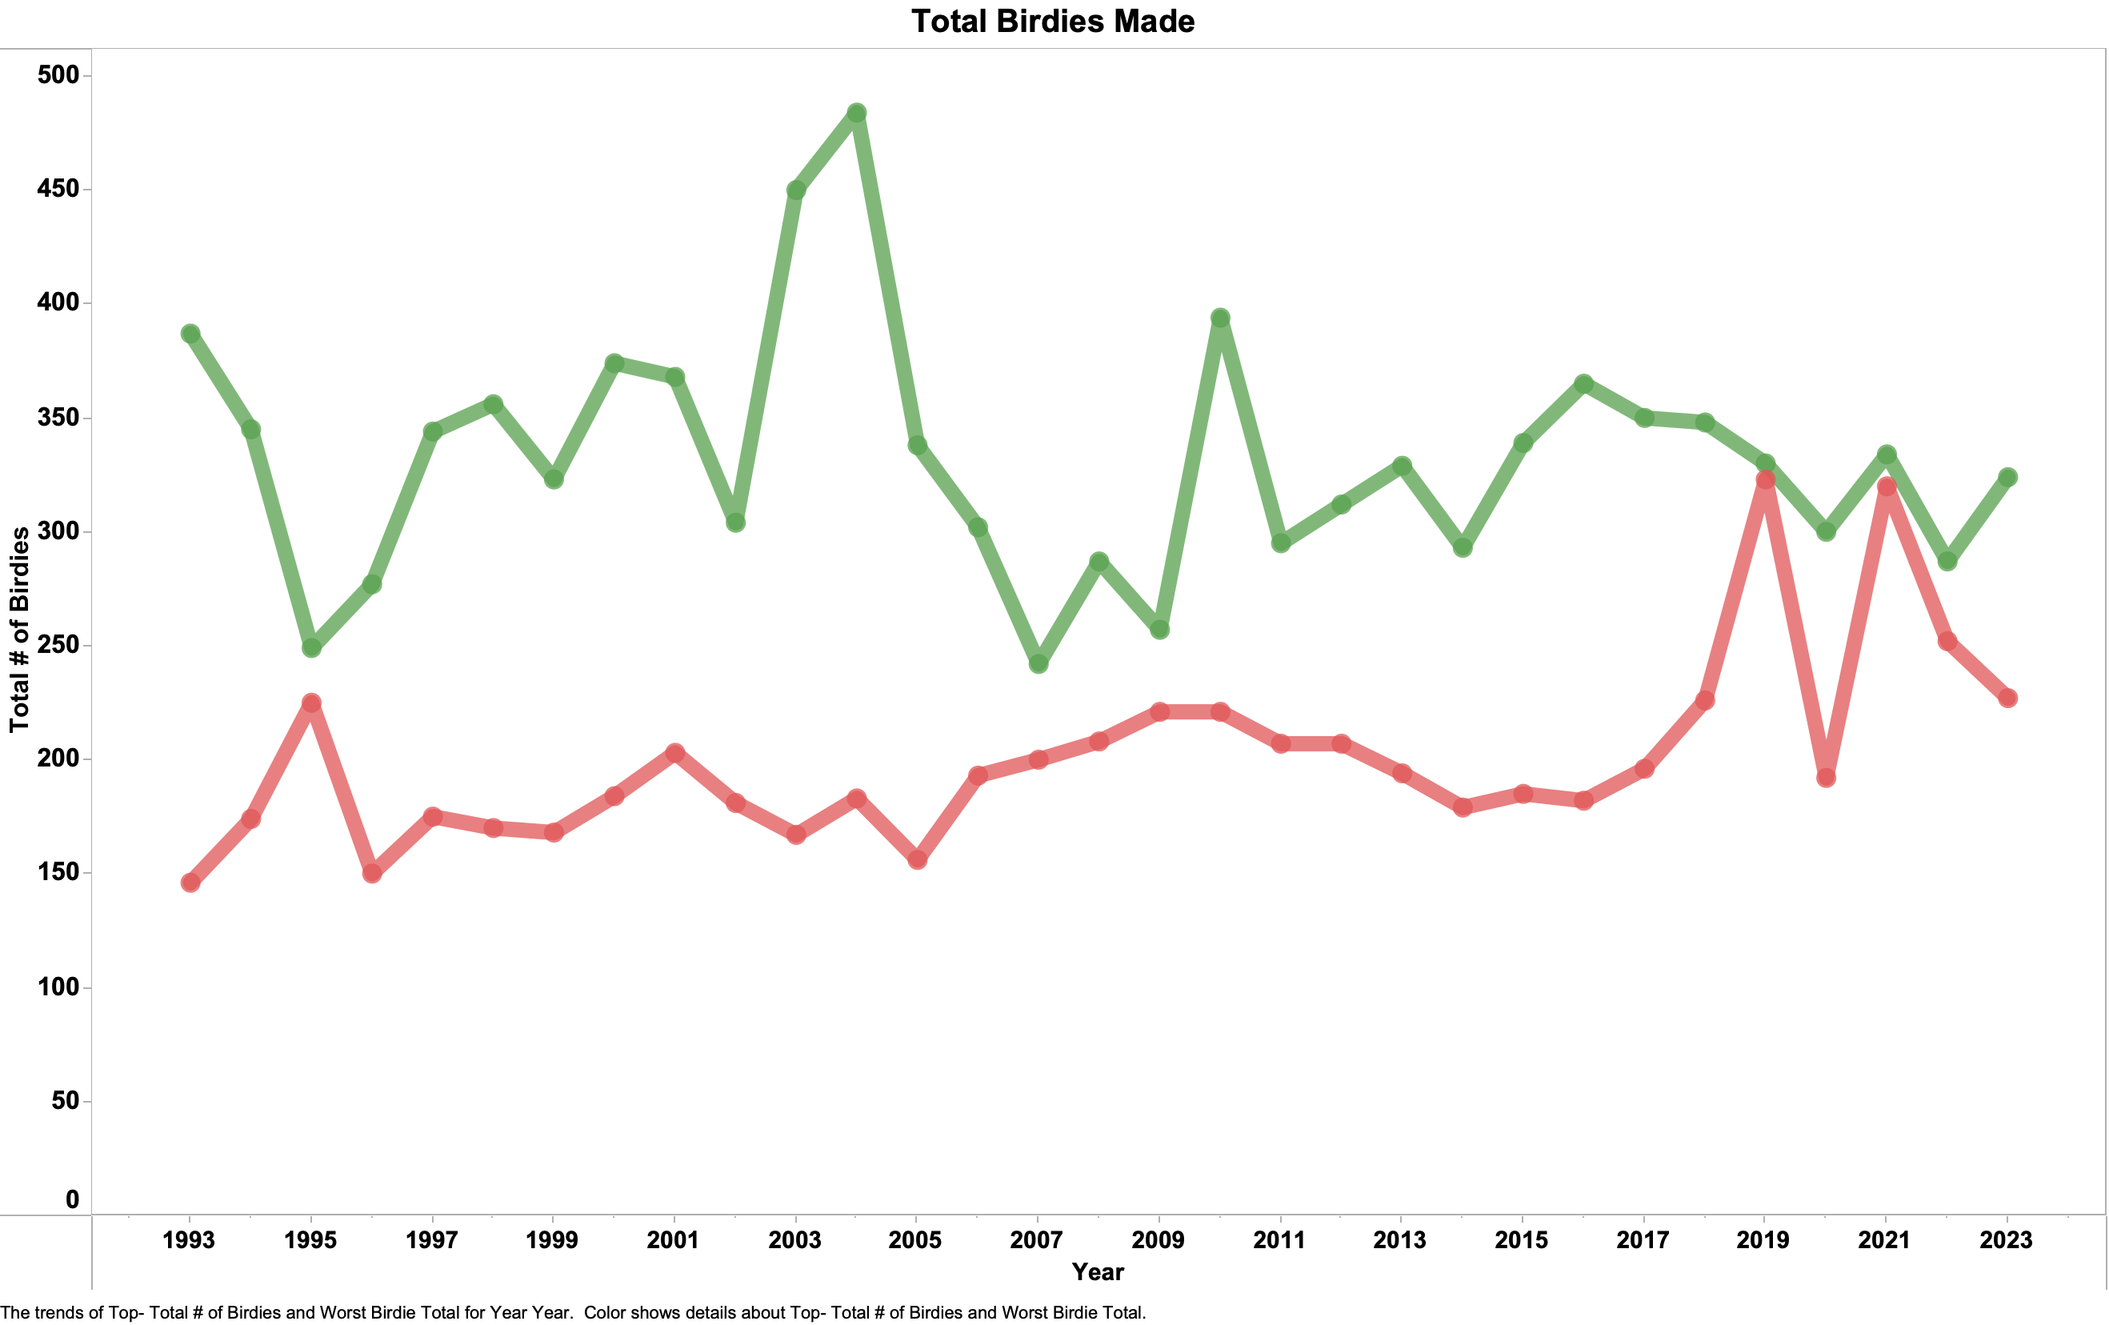 Total Birdies Made
500
450
400
350
300
250
200
150
100
50
0
Total # of Birdies
1993 1995 1997 1999 2001 2003 2005 2007 2009 2011 2013 2015 2017 2019 2021 2023
Year
The trends of Top- Total # of Birdies and Worst Birdie Total for Year Year.  Color shows details about Top- Total # of Birdies and Worst Birdie Total.